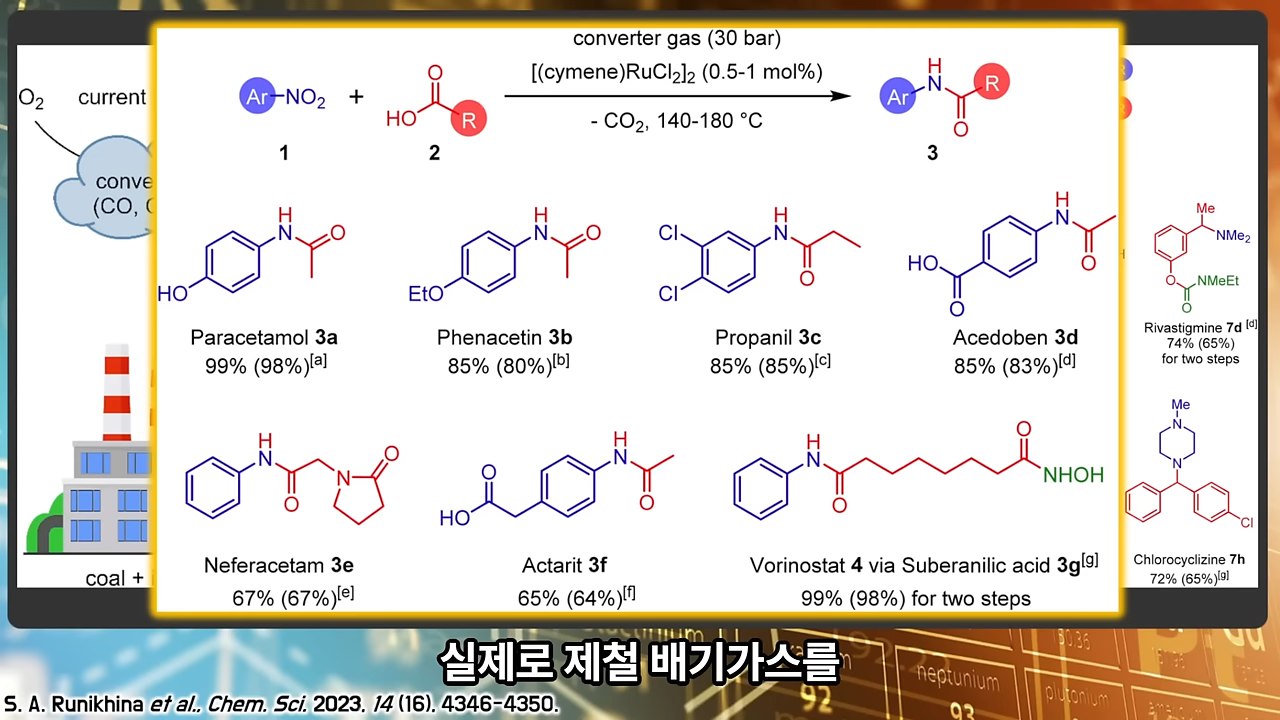 converter gas (30 bar)
[(cymene)RuCl2]2 (0.5-1 mol%)
- CO2, 140-180 °C
Ar
NO2
+
O
HO
R
Ar
H
N
O
R
1
2
3
O2
current
conve
(CO, C
coal + i
H
N
O
HO
Paracetamol 3a
99% (98%)[a]
H
N
O
EtO
Phenacetin 3b
85% (80%)[b]
Cl
Cl
H
N
O
Propanil 3c
85% (85%)[c]
HO
O
H
N
O
Acedoben 3d
85% (83%)[d]
H
N
O
N
O
Neferacetam 3e
67% (67%)[e]
O
HO
H
N
O
Actarit 3f
65% (64%)[f]
H
N
O
O
NHOH
Vorinostat 4 via Suberanilic acid 3g[g]
99% (98%) for two steps
Me
NMe2
O
NMeEt
O
Rivastigmine 7d [d]
74% (65%)
for two steps
Me
N
N
Cl
Chlorocyclizine 7h
72% (65%)[g]
실제로 제철 배기가스를
S. A. Runikhina et al., Chem. Sci. 2023, 14 (16), 4346-4350.
92
neptunium
93
plutonium